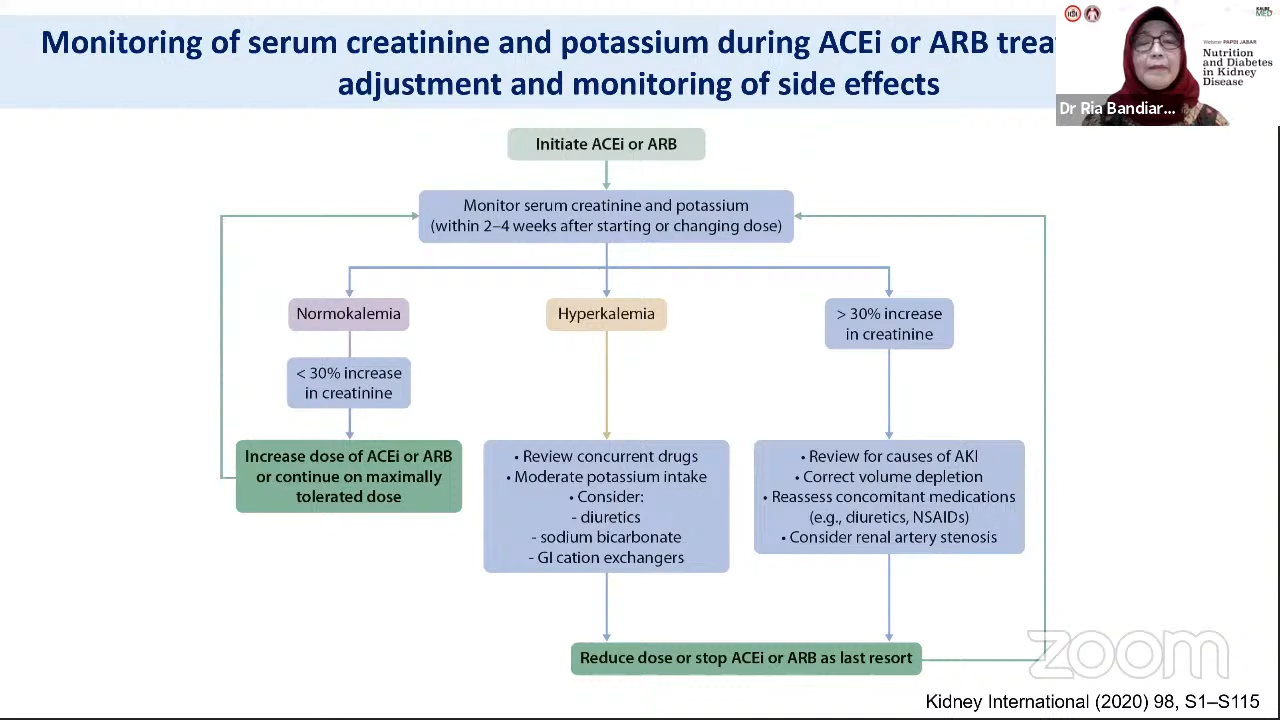 Monitoring of serum creatinine and potassium during ACEi or ARB trea
adjustment and monitoring of side effects
Webinar PAPDI JABAR
Nutrition
and Diabetes
in Kidney
Disease
Dr Ria Bandiar...
Initiate ACEi or ARB
Monitor serum creatinine and potassium
(within 2–4 weeks after starting or changing dose)
Normokalemia
Hyperkalemia
> 30% increase
in creatinine
< 30% increase
in creatinine
Increase dose of ACEi or ARB
or continue on maximally
tolerated dose
• Review concurrent drugs
• Moderate potassium intake
• Consider:
- diuretics
- sodium bicarbonate
- GI cation exchangers
• Review for causes of AKI
• Correct volume depletion
• Reassess concomitant medications
(e.g., diuretics, NSAIDs)
• Consider renal artery stenosis
Reduce dose or stop ACEi or ARB as last resort
zoom
Kidney International (2020) 98, S1–S115